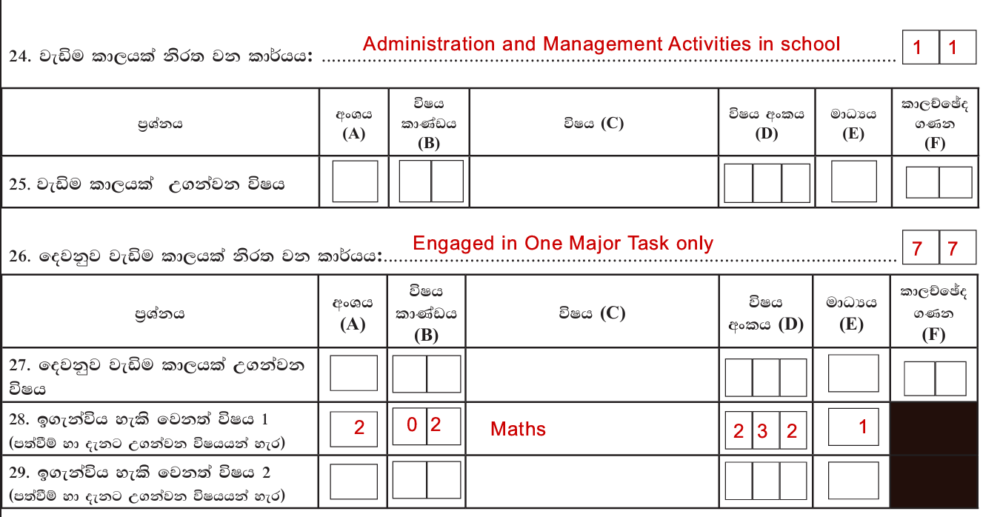 24. වැඩිම කාලයක් නිරත වන කාර්යය: Administration and Management Activities in school 1 1
ප්‍රශ්නය අංශය (A) විෂය කාණ්ඩය (B) විෂය (C) විෂය අංකය (D) මාධ්‍යය (E) කාලච්ඡේද ගණන (F)
25. වැඩිම කාලයක් උගන්වන විෂය
26. දෙවනුව වැඩිම කාලයක් නිරත වන කාර්යය: Engaged in One Major Task only 7 7
ප්‍රශ්නය අංශය (A) විෂය කාණ්ඩය (B) විෂය (C) විෂය අංකය (D) මාධ්‍යය (E) කාලච්ඡේද ගණන (F)
27. දෙවනුව වැඩිම කාලයක් උගන්වන
විෂය
28. ඉගැන්විය හැකි වෙනත් විෂය 1 2 0 2 Maths 2 3 2 1
(පත්වීම් හා දැනට උගන්වන විෂයයන් හැර)
29. ඉගැන්විය හැකි වෙනත් විෂය 2
(පත්වීම් හා දැනට උගන්වන විෂයයන් හැර)